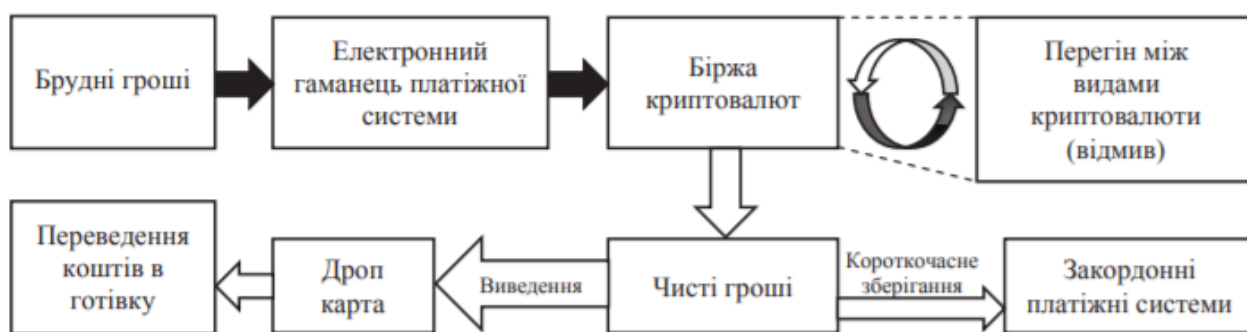 Брудні гроші
Електронний
гаманець платіжної
системи
Біржа
криптовалют
Перегін між
видами
криптовалюти
(відмив)
Переведення
коштів в
готівку
Дроп
карта
Виведення
Чисті гроші
Короткочасне
зберігання
Закордонні
платіжні системи